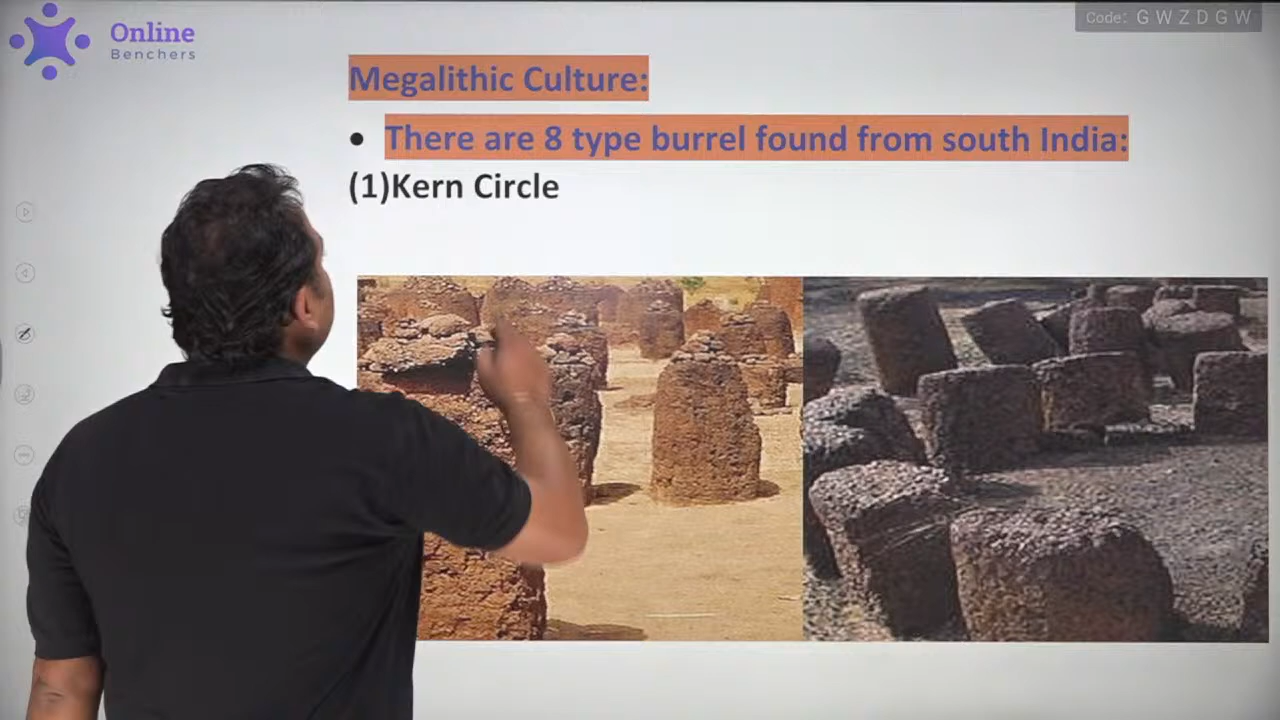 Online
Benchers
Code: G W Z D G W
Megalithic Culture:
• There are 8 type burrel found from south India:
(1)Kern Circle